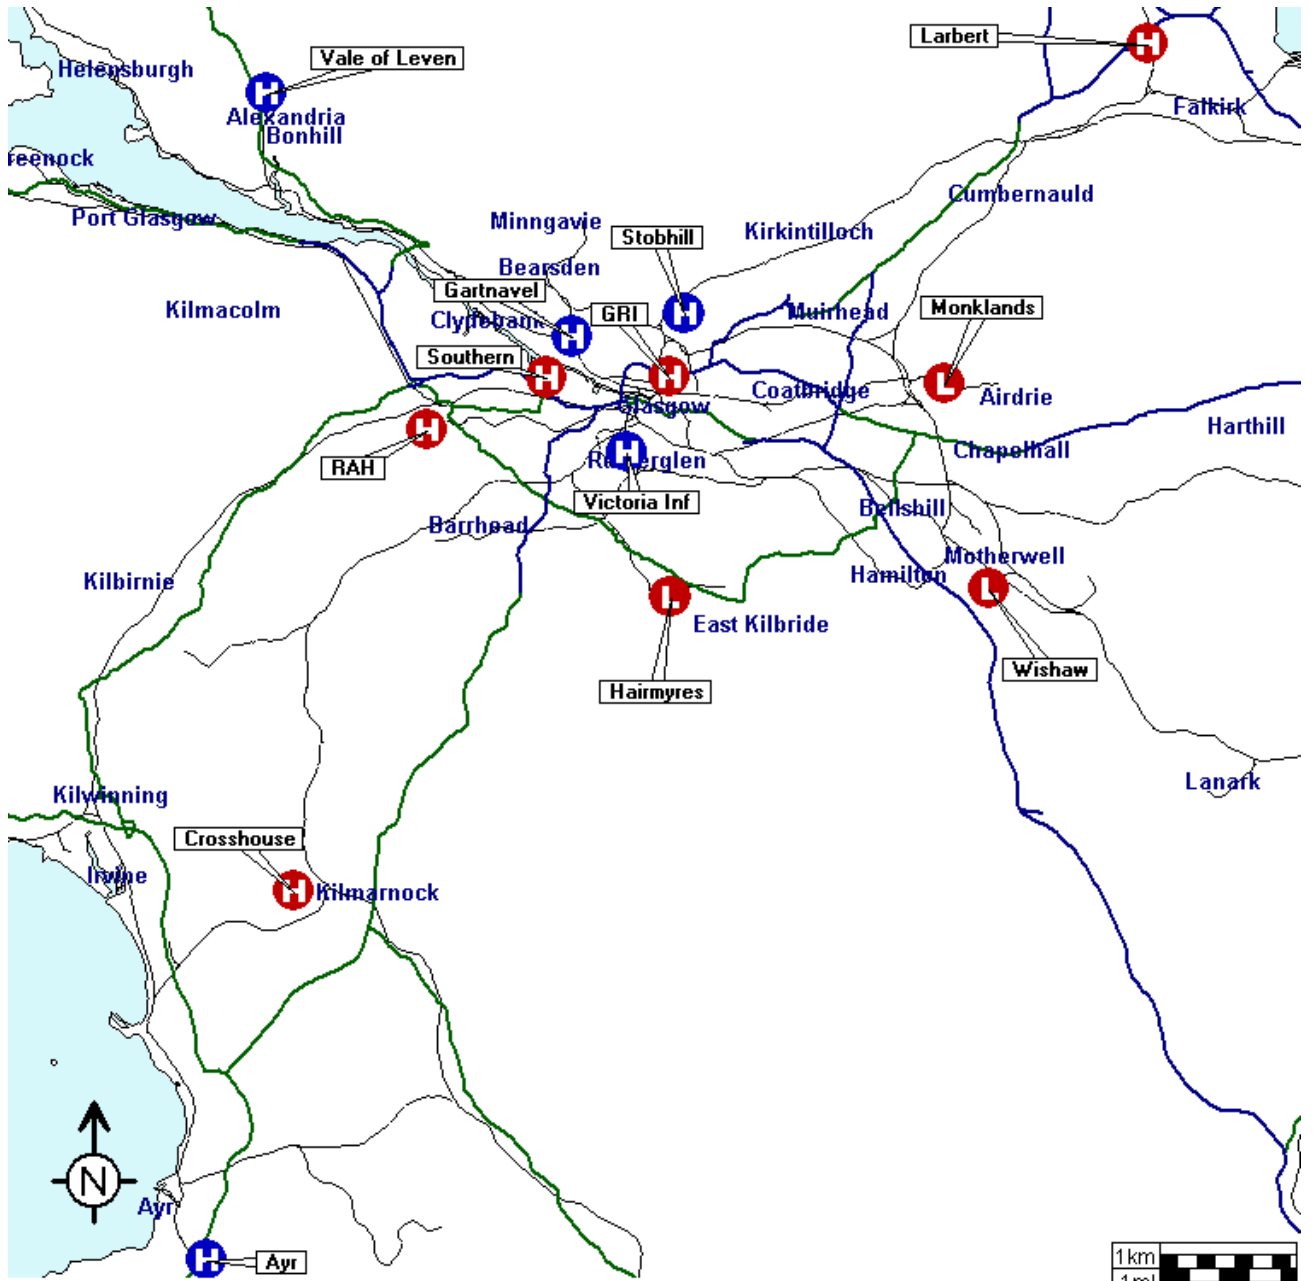 Larbert
H
Vale of Leven
Helensburgh
H
Falkirk
Alexandria
Bonhill
reenock
Cumbernauld
Port Glasgow
Minngavie
Stobhill
Kirkintilloch
Bearsden
Gartnavel
Kilmacolm
Clydebank
H
GRI
H
Muirhead
Monklands
Southern
H
H
L
Coatbridge
Airdrie
Glasgow
RAH
H
Harthill
Chapelhall
H
Rutherglen
Victoria Inf
Bellshill
Barrhead
Motherwell
Kilbirnie
Hamilton
L
L
East Kilbride
Wishaw
Hairmyres
Lanark
Kilwinning
Crosshouse
Irvine
H
Kilmarnock
N
Ayr
H
Ayr
1km
1mi